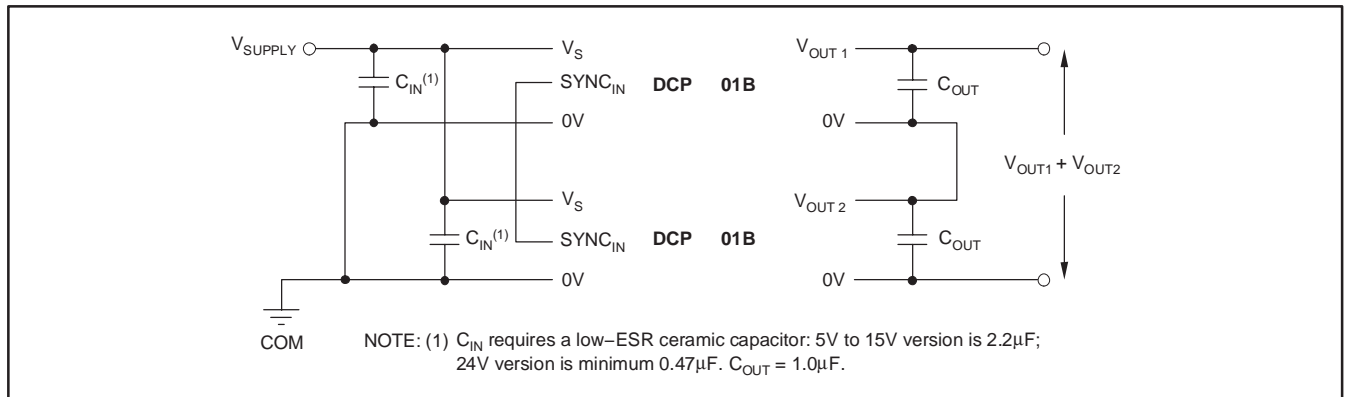 VSUPPLY
VS
CIN(1)
SYNCIN
DCP 01B
0V
VS
CIN(1)
SYNCIN
DCP 01B
0V
COM
VOUT 1
COUT
0V
VOUT1 + VOUT2
VOUT 2
COUT
0V
NOTE: (1) CIN requires a low−ESR ceramic capacitor: 5V to 15V version is 2.2μF;
24V version is minimum 0.47μF. COUT = 1.0μF.